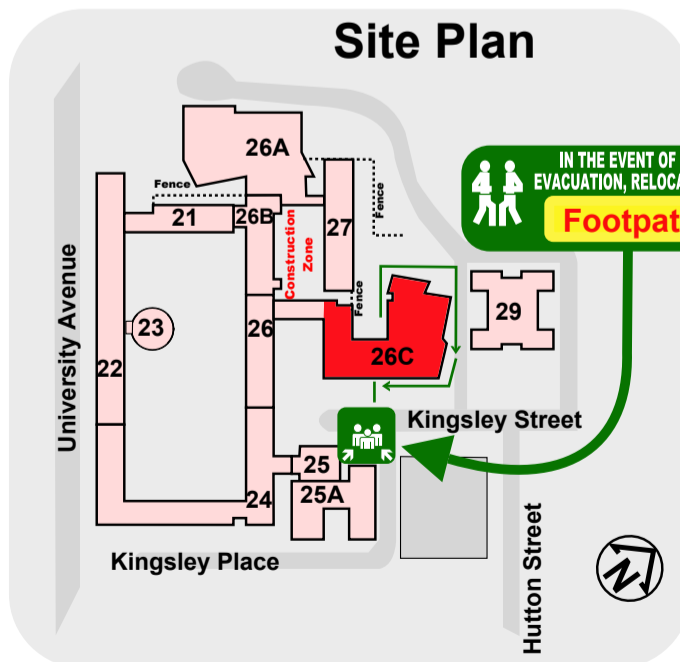 Site Plan
26A
IN THE EVENT OF
EVACUATION, RELOCA
Footpat
Fence
21
26B
27
Fence
Construction
Zone
University Avenue
23
26
Fence
29
22
26C
Kingsley Street
25
24
25A
Kingsley Place
Hutton Street
N